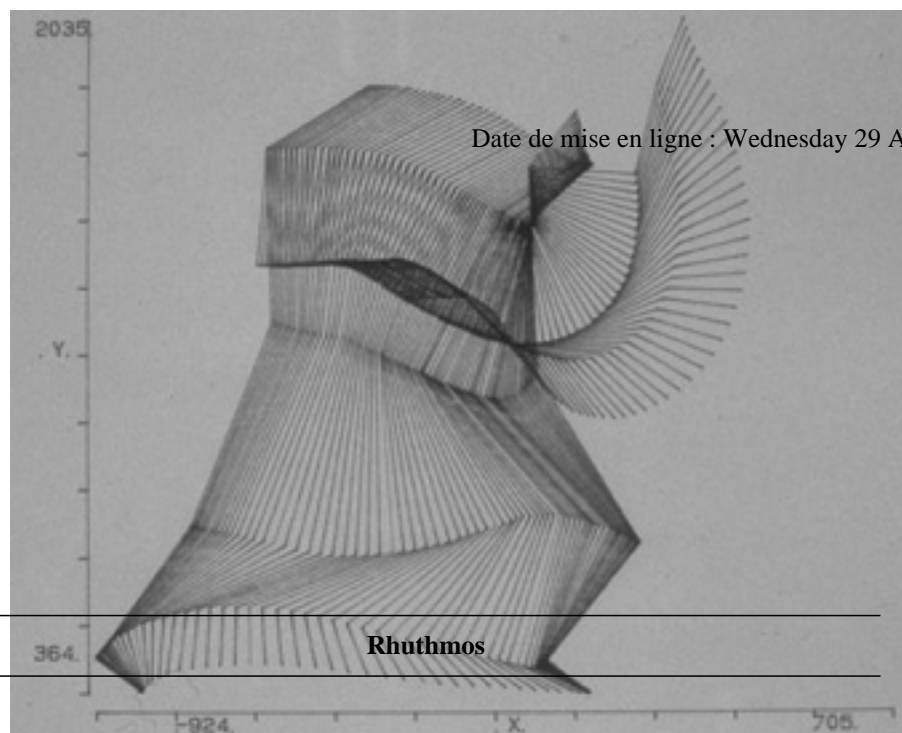 2035
Date de mise en ligne : Wednesday 29 A
. Y.
Rhuthmos
364.
-924.
. X.
705.